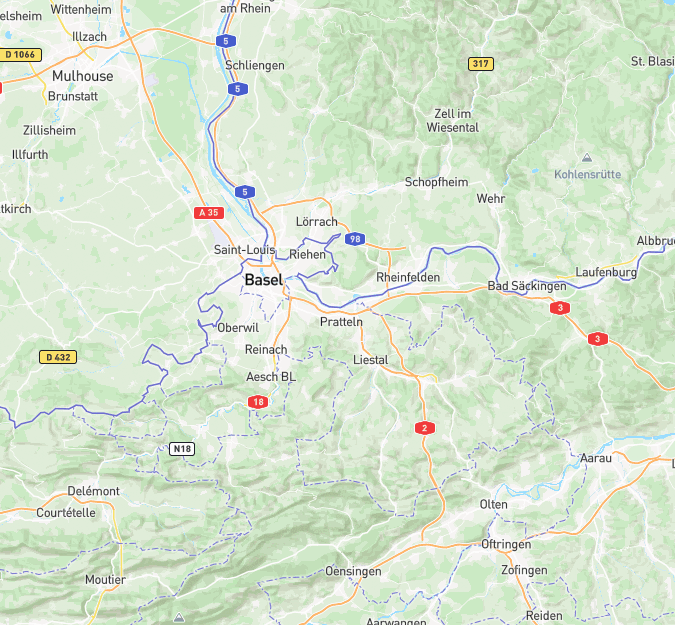 Wittenheim
am Rhein
elsheim
Illzach
5
D 1066
Schliengen
317
St. Blasi
Mulhouse
5
Brunstatt
Zell im
Wiesental
Zillisheim
Illfurth
Kohlensrütte
Schopfheim
5
Wehr
tkirch
A 35
Lörrach
98
Albbru
Saint-Louis
Riehen
Basel
Rheinfelden
Laufenburg
Bad Säckingen
3
Oberwil
Pratteln
3
Reinach
D 432
Liestal
Aesch BL
18
2
N18
Aarau
Delémont
Olten
Courtételle
Oftringen
Oensingen
Zofingen
Moutier
Reiden
Aarwangen